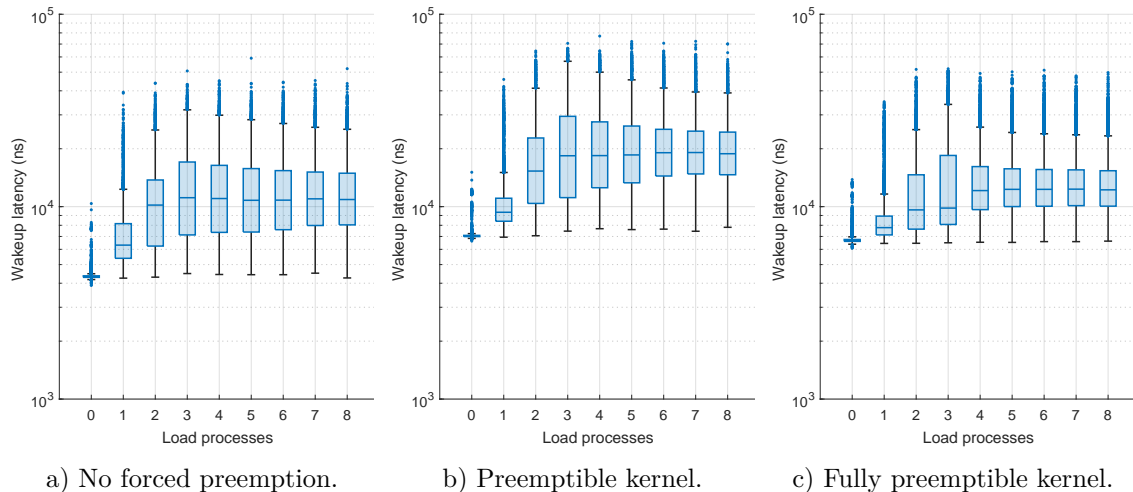 10^5
10^4
10^3
Wakeup latency (ns)
0 1 2 3 4 5 6 7 8
Load processes
a) No forced preemption.
10^5
10^4
10^3
Wakeup latency (ns)
0 1 2 3 4 5 6 7 8
Load processes
b) Preemptible kernel.
10^5
10^4
10^3
Wakeup latency (ns)
0 1 2 3 4 5 6 7 8
Load processes
c) Fully preemptible kernel.